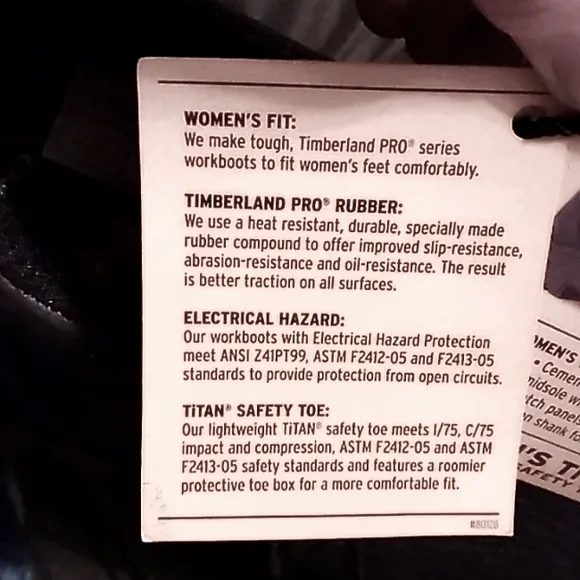 WOMEN'S FIT:
We make tough, Timberland PRO® series
workboots to fit women's feet comfortably.
TIMBERLAND PRO® RUBBER:
We use a heat resistant, durable, specially made
rubber compound to offer improved slip-resistance,
abrasion-resistance and oil-resistance. The result
is better traction on all surfaces.
ELECTRICAL HAZARD:
Our workboots with Electrical Hazard Protection
meet ANSI Z41PT99, ASTM F2412-05 and F2413-05
standards to provide protection from open circuits.
TiTAN® SAFETY TOE:
Our lightweight TiTAN® safety toe meets I/75, C/75
impact and compression, ASTM F2412-05 and ASTM
F2413-05 safety standards and features a roomier
protective toe box for a more comfortable fit.
#80126